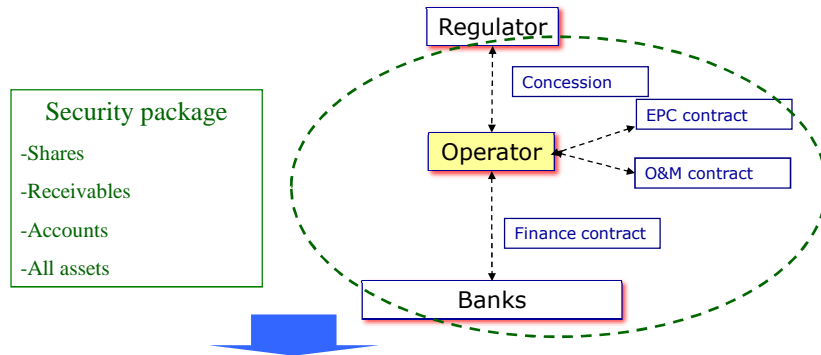 Regulator
Concession
Security package
-Shares
-Receivables
-Accounts
-All assets
EPC contract
Operator
O&M contract
Finance contract
Banks